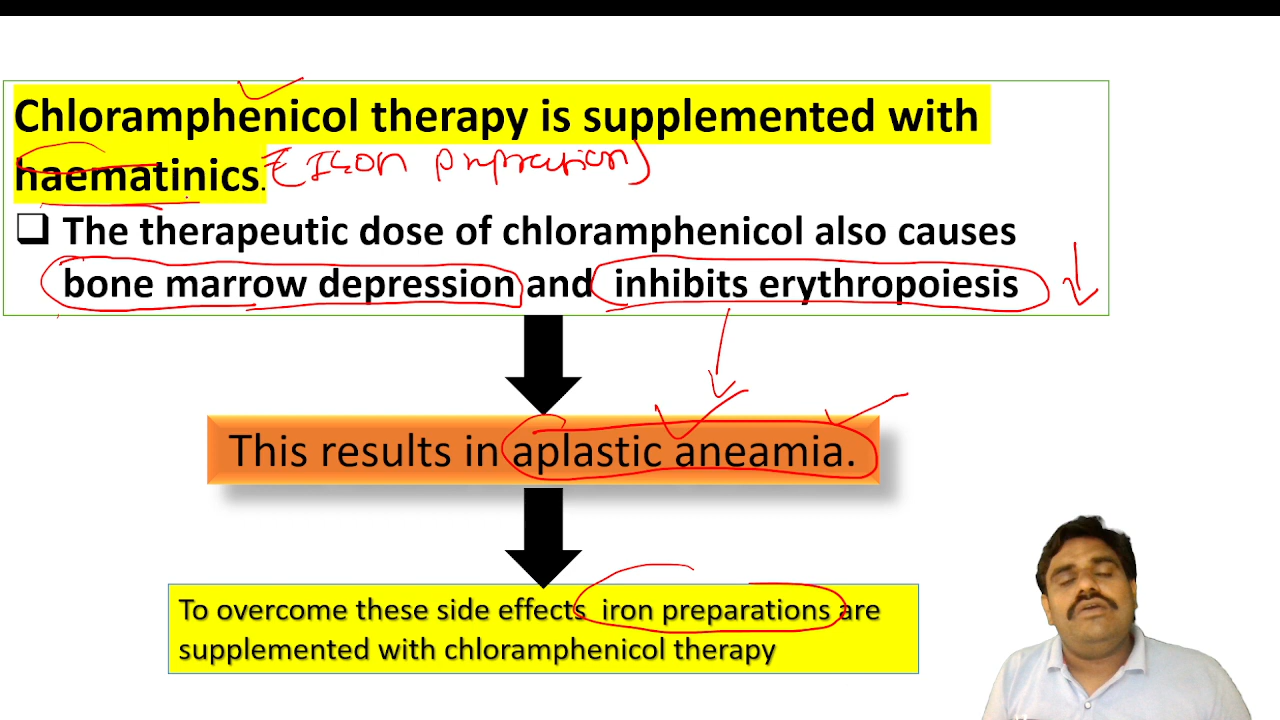 Chloramphenicol therapy is supplemented with
haematinics. (Iron prepration)
❑ The therapeutic dose of chloramphenicol also causes
bone marrow depression and inhibits erythropoiesis
This results in aplastic aneamia.
To overcome these side effects iron preparations are
supplemented with chloramphenicol therapy